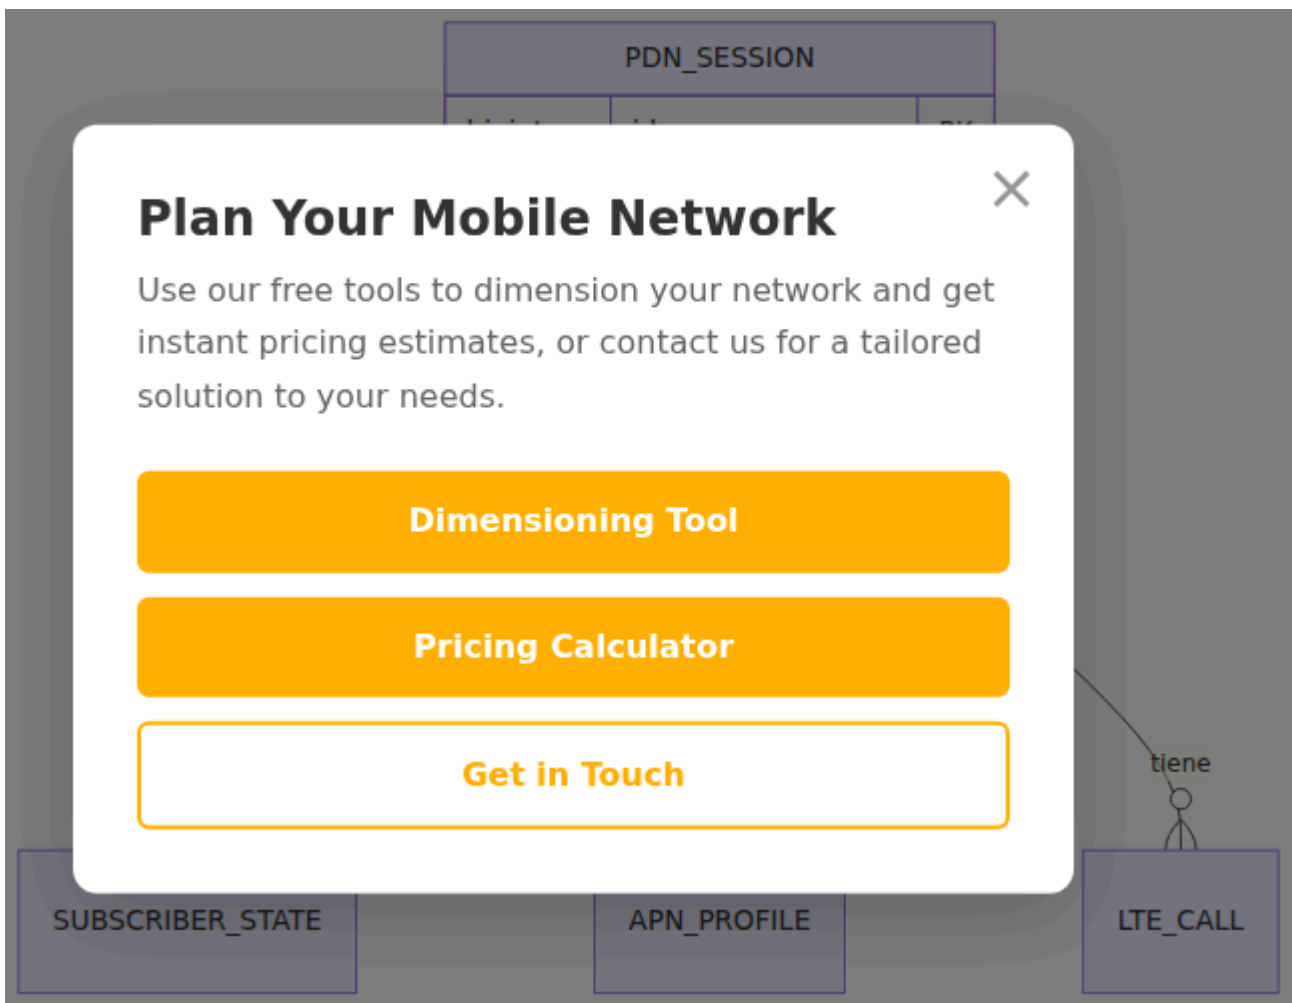 PDN_SESSION
Plan Your Mobile Network
Use our free tools to dimension your network and get
instant pricing estimates, or contact us for a tailored
solution to your needs.
Dimensioning Tool
Pricing Calculator
Get in Touch
tiene
SUBSCRIBER_STATE
APN_PROFILE
LTE_CALL